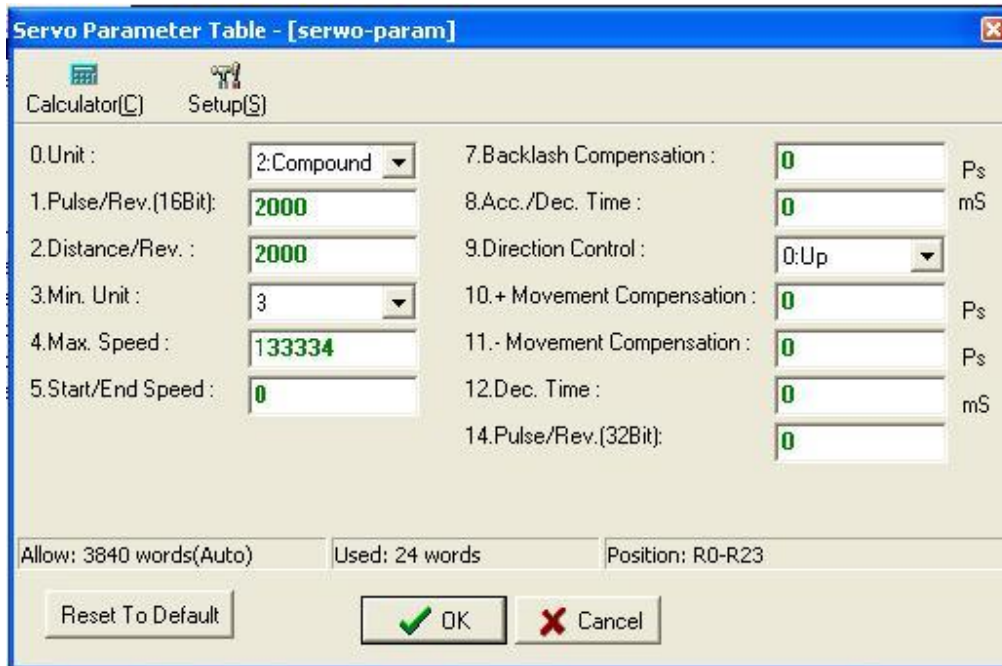 Servo Parameter Table - [serwo-param]
Calculator(C) Setup(S)
0.Unit : 2:Compound
1.Pulse/Rev.(16Bit): 2000
2.Distance/Rev. : 2000
3.Min. Unit : 3
4.Max. Speed : 133334
5.Start/End Speed : 0
7.Backlash Compensation : 0 Ps
8.Acc./Dec. Time : 0 mS
9.Direction Control : 0:Up
10.+ Movement Compensation : 0 Ps
11.- Movement Compensation : 0 Ps
12.Dec. Time : 0 mS
14.Pulse/Rev.(32Bit): 0
Allow: 3840 words(Auto) Used: 24 words Position: R0-R23
Reset To Default OK Cancel